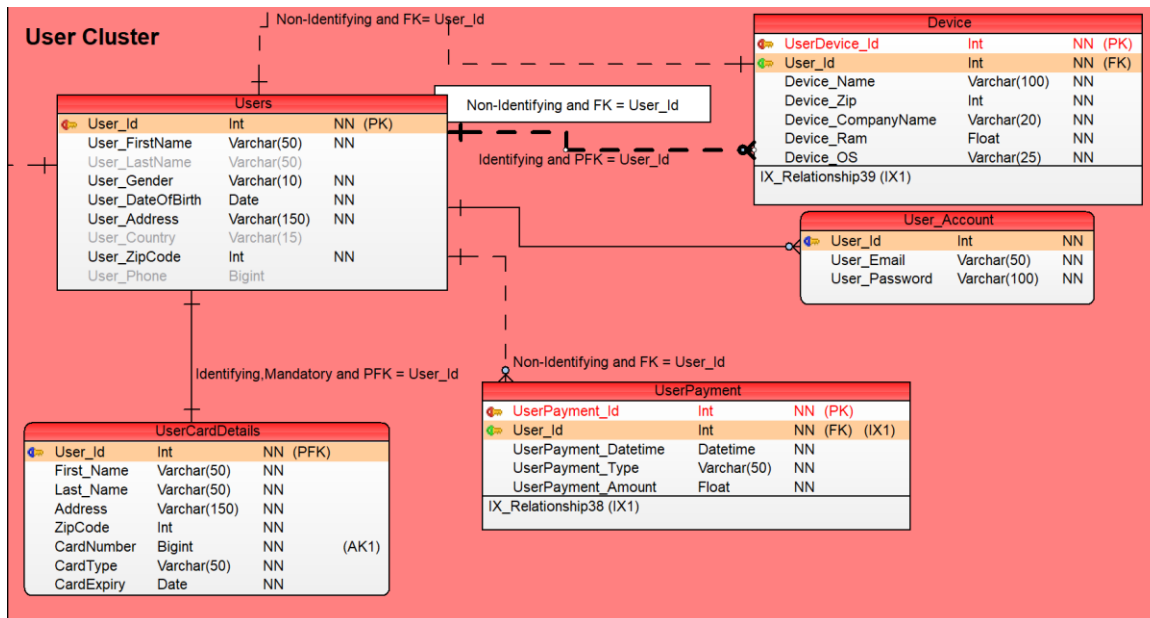 User Cluster
Non-Identifying and FK= User_Id
Device
UserDevice_Id Int NN (PK)
User_Id Int NN (FK)
Device_Name Varchar(100) NN
Device_Zip Int NN
Device_CompanyName Varchar(20) NN
Device_Ram Float NN
Device_OS Varchar(25) NN
IX_Relationship39 (IX1)
Users
User_Id Int NN (PK)
User_FirstName Varchar(50) NN
User_LastName Varchar(50)
User_Gender Varchar(10) NN
User_DateOfBirth Date NN
User_Address Varchar(150) NN
User_Country Varchar(15)
User_ZipCode Int NN
User_Phone Bigint
Non-Identifying and FK = User_Id
Identifying and PFK = User_Id
User_Account
User_Id Int NN
User_Email Varchar(50) NN
User_Password Varchar(100) NN
Non-Identifying and FK = User_Id
Identifying,Mandatory and PFK = User_Id
UserPayment
UserPayment_Id Int NN (PK)
User_Id Int NN (FK) (IX1)
UserPayment_Datetime Datetime NN
UserPayment_Type Varchar(50) NN
UserPayment_Amount Float NN
IX_Relationship38 (IX1)
UserCardDetails
User_Id Int NN (PFK)
First_Name Varchar(50) NN
Last_Name Varchar(50) NN
Address Varchar(150) NN
ZipCode Int NN
CardNumber Bigint NN (AK1)
CardType Varchar(50) NN
CardExpiry Date NN